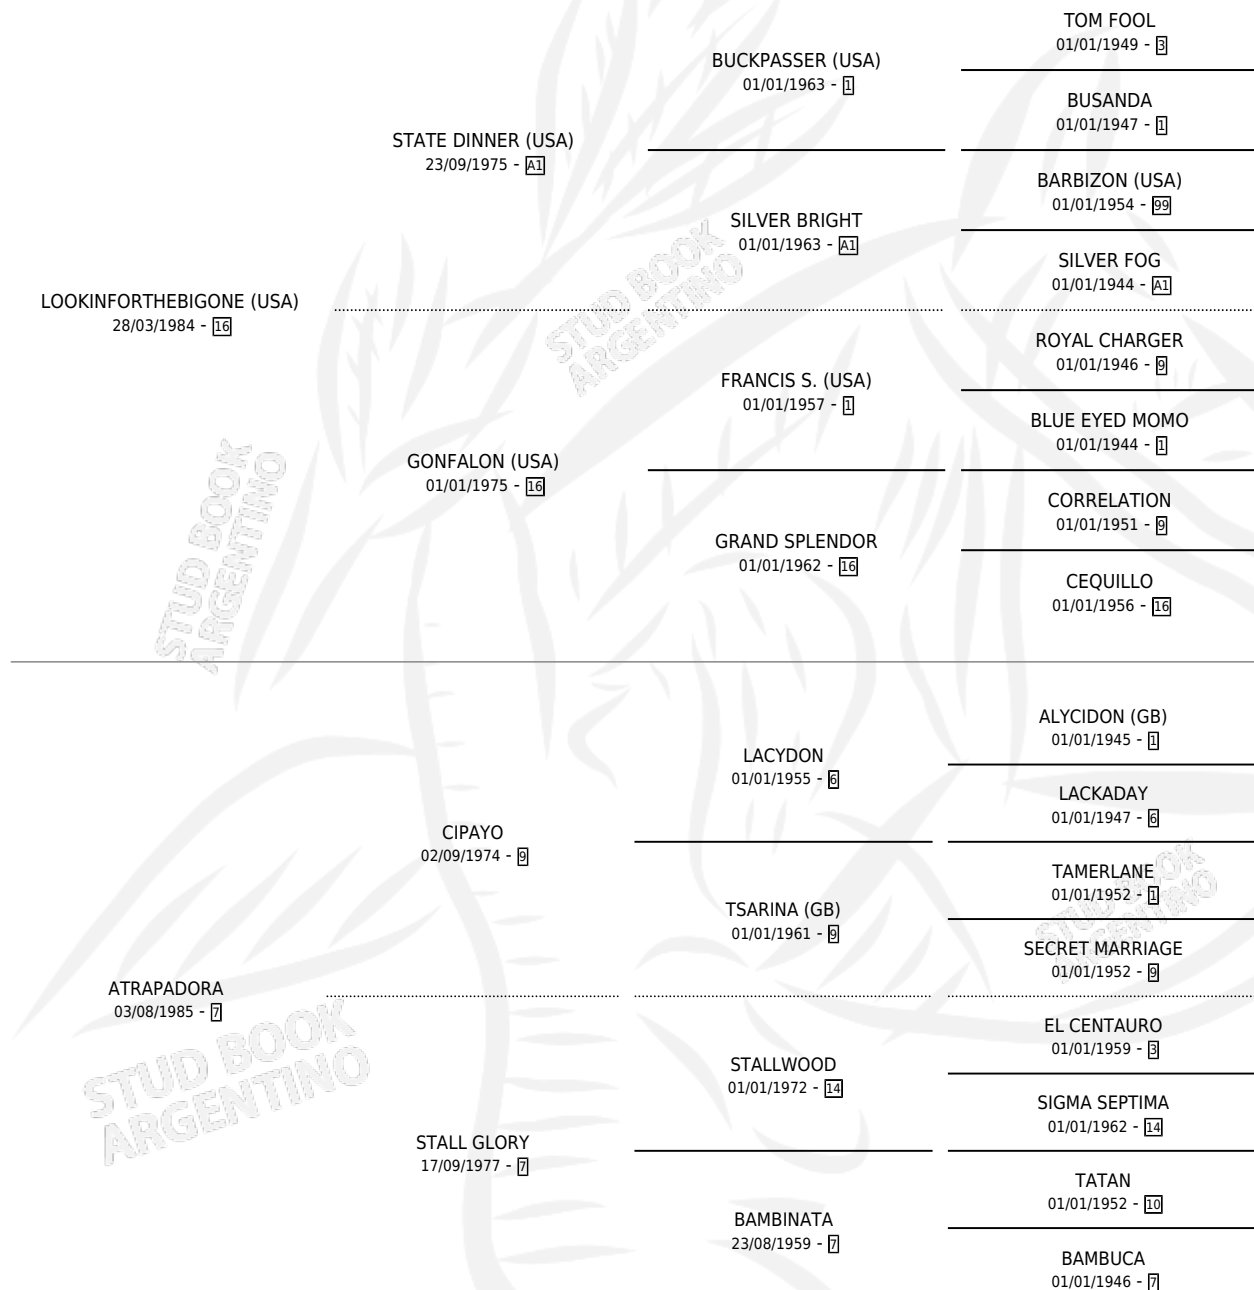 TOM FOOL
01/01/1949 - 3
BUCKPASSER (USA)
01/01/1963 - 1
BUSANDA
01/01/1947 - 1
STATE DINNER (USA)
23/09/1975 - A1
BARBIZON (USA)
01/01/1954 - 99
SILVER BRIGHT
01/01/1963 - A1
SILVER FOG
01/01/1944 - A1
LOOKINFORTHEBIGONE (USA)
28/03/1984 - 16
ROYAL CHARGER
01/01/1946 - 9
FRANCIS S. (USA)
01/01/1957 - 1
BLUE EYED MOMO
01/01/1944 - 1
GONFALON (USA)
01/01/1975 - 16
CORRELATION
01/01/1951 - 9
GRAND SPLENDOR
01/01/1962 - 16
CEQUILLO
01/01/1956 - 16
ALYCIDON (GB)
01/01/1945 - 1
LACYDON
01/01/1955 - 6
LACKADAY
01/01/1947 - 6
CIPAYO
02/09/1974 - 9
TAMERLANE
01/01/1952 - 1
TSARINA (GB)
01/01/1961 - 9
SECRET MARRIAGE
01/01/1952 - 9
ATRAPADORA
03/08/1985 - 7
EL CENTAURO
01/01/1959 - 3
STALLWOOD
01/01/1972 - 14
SIGMA SEPTIMA
01/01/1962 - 14
STALL GLORY
17/09/1977 - 7
TATAN
01/01/1952 - 10
BAMBINATA
23/08/1959 - 7
BAMBUCA
01/01/1946 - 7
STUD BOOK
ARGENTINO
STUD BOOK
ARGENTINO
STUD BOOK
ARGENTINO
STUD BOOK
ARGENTINO